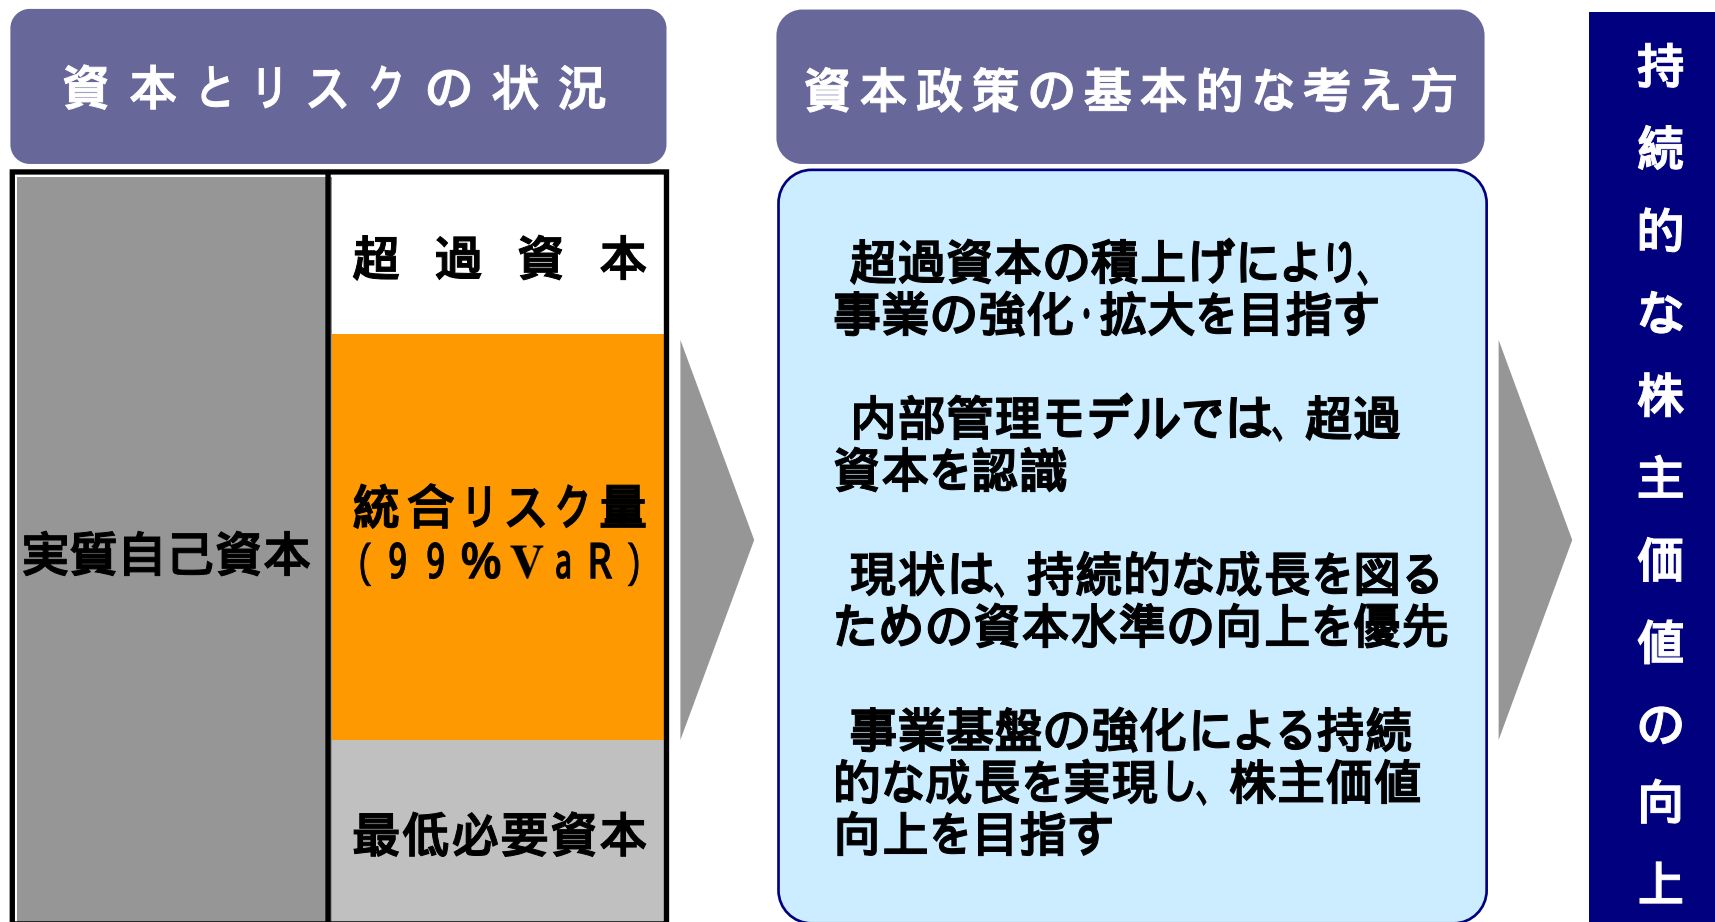 資本とリスクの状況
実質自己資本
超過資本
統合リスク量
(99%VaR)
最低必要資本
資本政策の基本的な考え方
超過資本の積上げにより、
事業の強化・拡大を目指す
内部管理モデルでは、超過
資本を認識
現状は、持続的な成長を図る
ための資本水準の向上を優先
事業基盤の強化による持続
的な成長を実現し、株主価値
向上を目指す
持続的な株主価値の向上